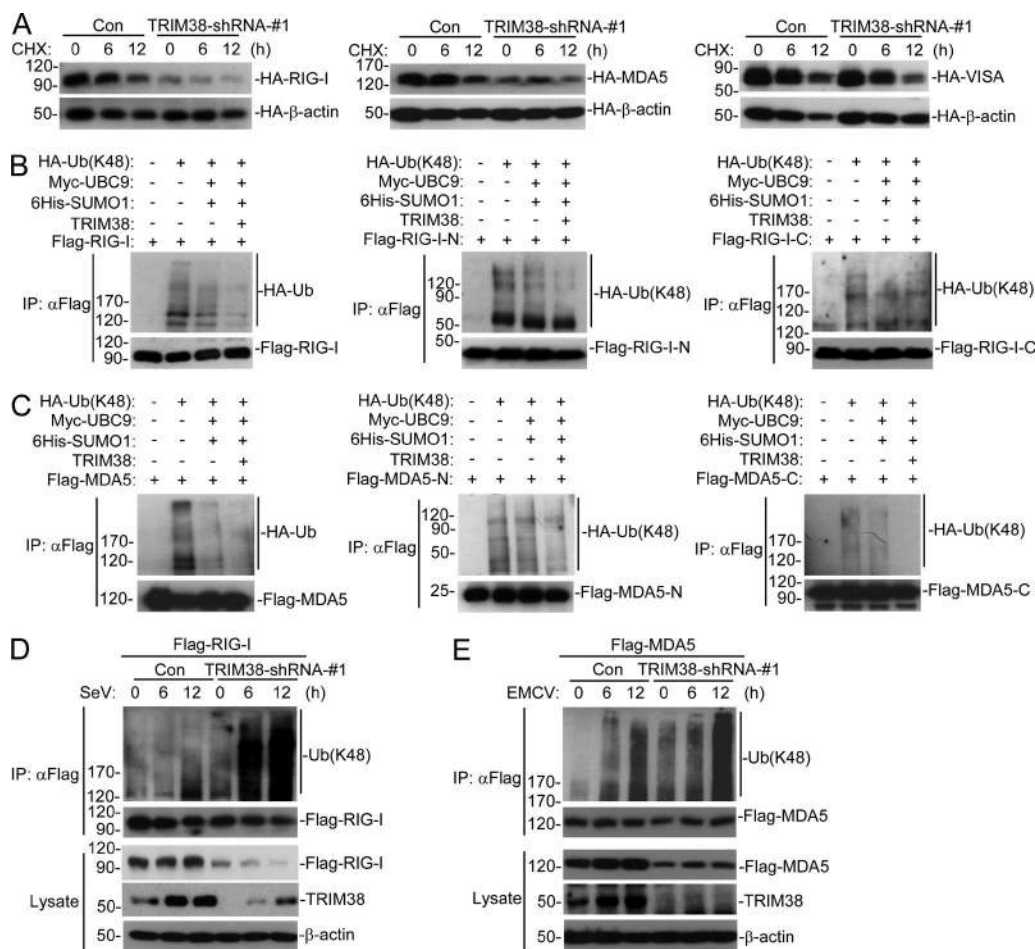 A
Con TRIM38-shRNA-#1
CHX: 0 6 12 0 6 12 (h)
120-
90-
-HA-RIG-I
50-
-HA-β-actin
Con TRIM38-shRNA-#1
CHX: 0 6 12 0 6 12 (h)
120-
-HA-MDA5
50-
-HA-β-actin
Con TRIM38-shRNA-#1
CHX: 0 6 12 0 6 12 (h)
90-
50-
-HA-VISA
50-
-HA-β-actin
B
HA-Ub(K48): - + + +
Myc-UBC9: - - + +
6His-SUMO1: - - + +
TRIM38: - - - +
Flag-RIG-I: + + + +
IP: αFlag
170-
120-
-HA-Ub
90-
-Flag-RIG-I
HA-Ub(K48): - + + +
Myc-UBC9: - - + +
6His-SUMO1: - - + +
TRIM38: - - - +
Flag-RIG-I-N: + + + +
IP: αFlag
120-
90-
50-
-HA-Ub(K48)
50-
-Flag-RIG-I-N
HA-Ub(K48): - + + +
Myc-UBC9: - - + +
6His-SUMO1: - - + +
TRIM38: - - - +
Flag-RIG-I-C: + + + +
IP: αFlag
170-
120-
-HA-Ub(K48)
120-
90-
-Flag-RIG-I-C
C
HA-Ub(K48): - + + +
Myc-UBC9: - - + +
6His-SUMO1: - - + +
TRIM38: - - - +
Flag-MDA5: + + + +
IP: αFlag
170-
120-
-HA-Ub
120-
-Flag-MDA5
HA-Ub(K48): - + + +
Myc-UBC9: - - + +
6His-SUMO1: - - + +
TRIM38: - - - +
Flag-MDA5-N: + + + +
IP: αFlag
120-
90-
50-
-HA-Ub(K48)
25-
-Flag-MDA5-N
HA-Ub(K48): - + + +
Myc-UBC9: - - + +
6His-SUMO1: - - + +
TRIM38: - - - +
Flag-MDA5-C: + + + +
IP: αFlag
170-
120-
-HA-Ub(K48)
120-
90-
-Flag-MDA5-C
D
Flag-RIG-I
Con TRIM38-shRNA-#1
SeV: 0 6 12 0 6 12 (h)
IP: αFlag
170-
120-
-Ub(K48)
120-
90-
-Flag-RIG-I
Lysate
120-
90-
-Flag-RIG-I
50-
-TRIM38
50-
-β-actin
E
Flag-MDA5
Con TRIM38-shRNA-#1
EMCV: 0 6 12 0 6 12 (h)
IP: αFlag
170-
170-
-Ub(K48)
120-
-Flag-MDA5
Lysate
120-
-Flag-MDA5
50-
-TRIM38
50-
-β-actin